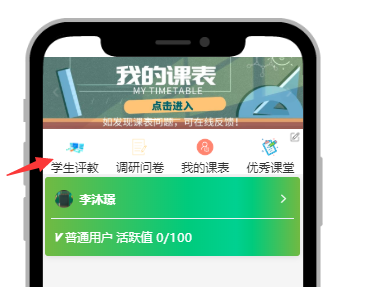 我的课表
MY TIMETABLE
点击进入
如发现课表问题，可在线反馈！
学生评教 调研问卷 我的课表 优秀课堂
李沐璟
V 普通用户 活跃值 0/100